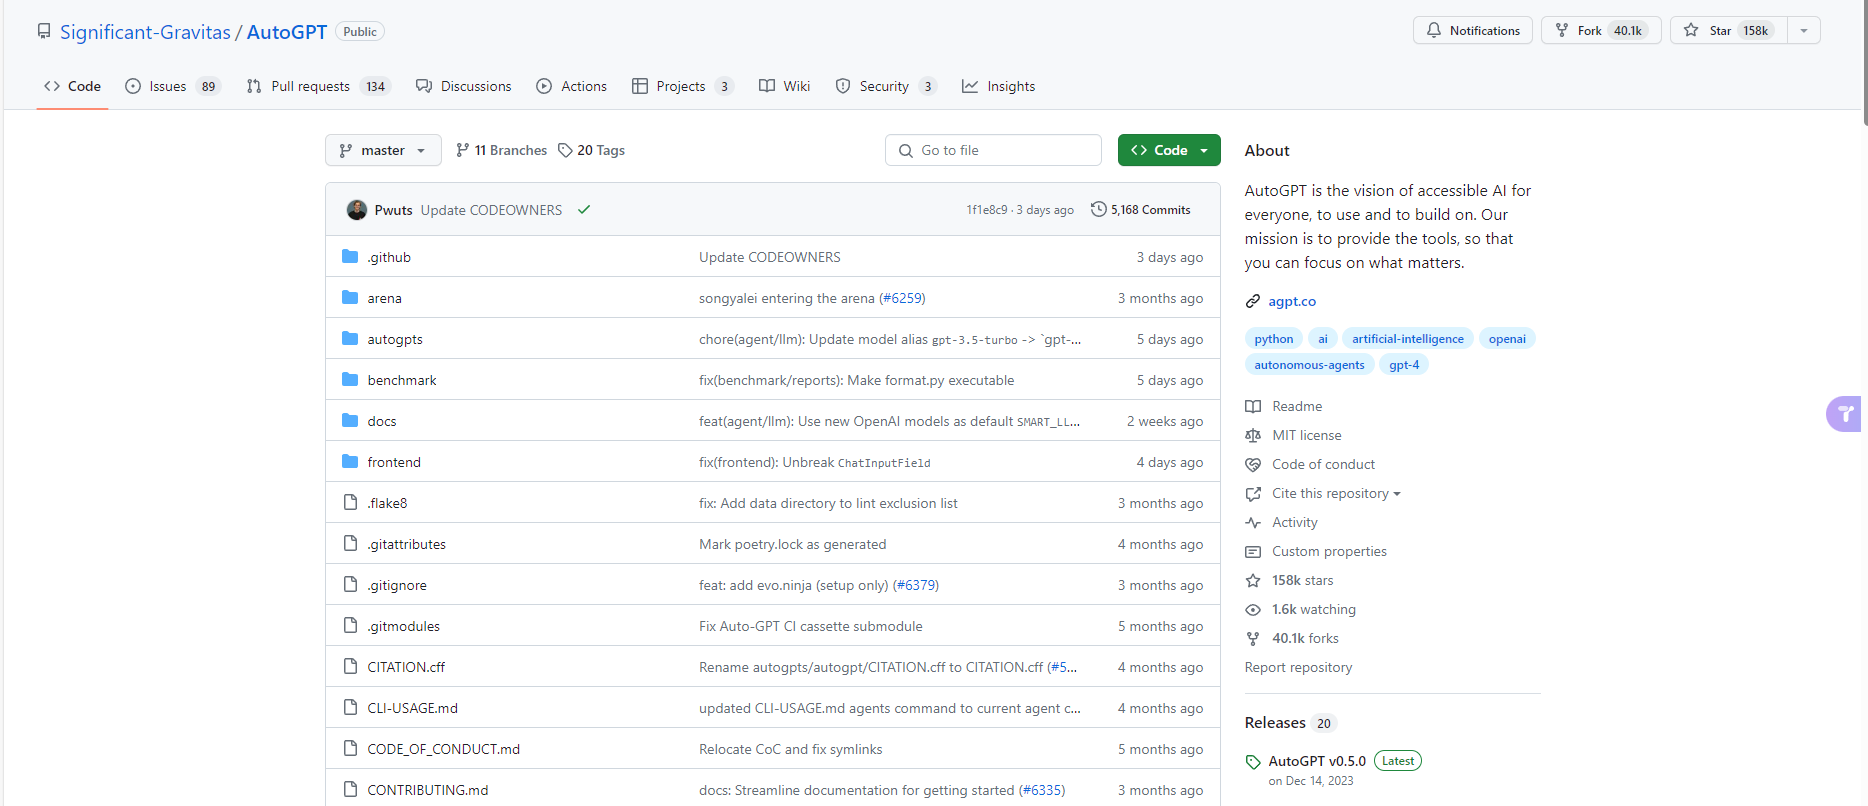 Significant-Gravitas / AutoGPT Public
Notifications Fork 40.1k Star 158k
Code Issues 89 Pull requests 134 Discussions Actions Projects 3 Wiki Security 3 Insights
master 11 Branches 20 Tags Go to file Code
Pwuts Update CODEOWNERS 1f1e8c9 · 3 days ago 5,168 Commits
.github Update CODEOWNERS 3 days ago
arena songyalei entering the arena (#6259) 3 months ago
autogpts chore(agent/llm): Update model alias gpt-3.5-turbo -> `gpt-... 5 days ago
benchmark fix(benchmark/reports): Make format.py executable 5 days ago
docs feat(agent/llm): Use new OpenAI models as default SMART_LL... 2 weeks ago
frontend fix(frontend): Unbreak ChatInputField 4 days ago
.flake8 fix: Add data directory to lint exclusion list 3 months ago
.gitattributes Mark poetry.lock as generated 4 months ago
.gitignore feat: add evo.ninja (setup only) (#6379) 3 months ago
.gitmodules Fix Auto-GPT CI cassette submodule 5 months ago
CITATION.cff Rename autogpts/autogpt/CITATION.cff to CITATION.cff (#5... 4 months ago
CLI-USAGE.md updated CLI-USAGE.md agents command to current agent c... 4 months ago
CODE_OF_CONDUCT.md Relocate CoC and fix symlinks 5 months ago
CONTRIBUTING.md docs: Streamline documentation for getting started (#6335) 3 months ago
About
AutoGPT is the vision of accessible AI for
everyone, to use and to build on. Our
mission is to provide the tools, so that
you can focus on what matters.
agpt.co
python ai artificial-intelligence openai
autonomous-agents gpt-4
Readme
MIT license
Code of conduct
Cite this repository
Activity
Custom properties
158k stars
1.6k watching
40.1k forks
Report repository
Releases 20
AutoGPT v0.5.0 Latest
on Dec 14, 2023